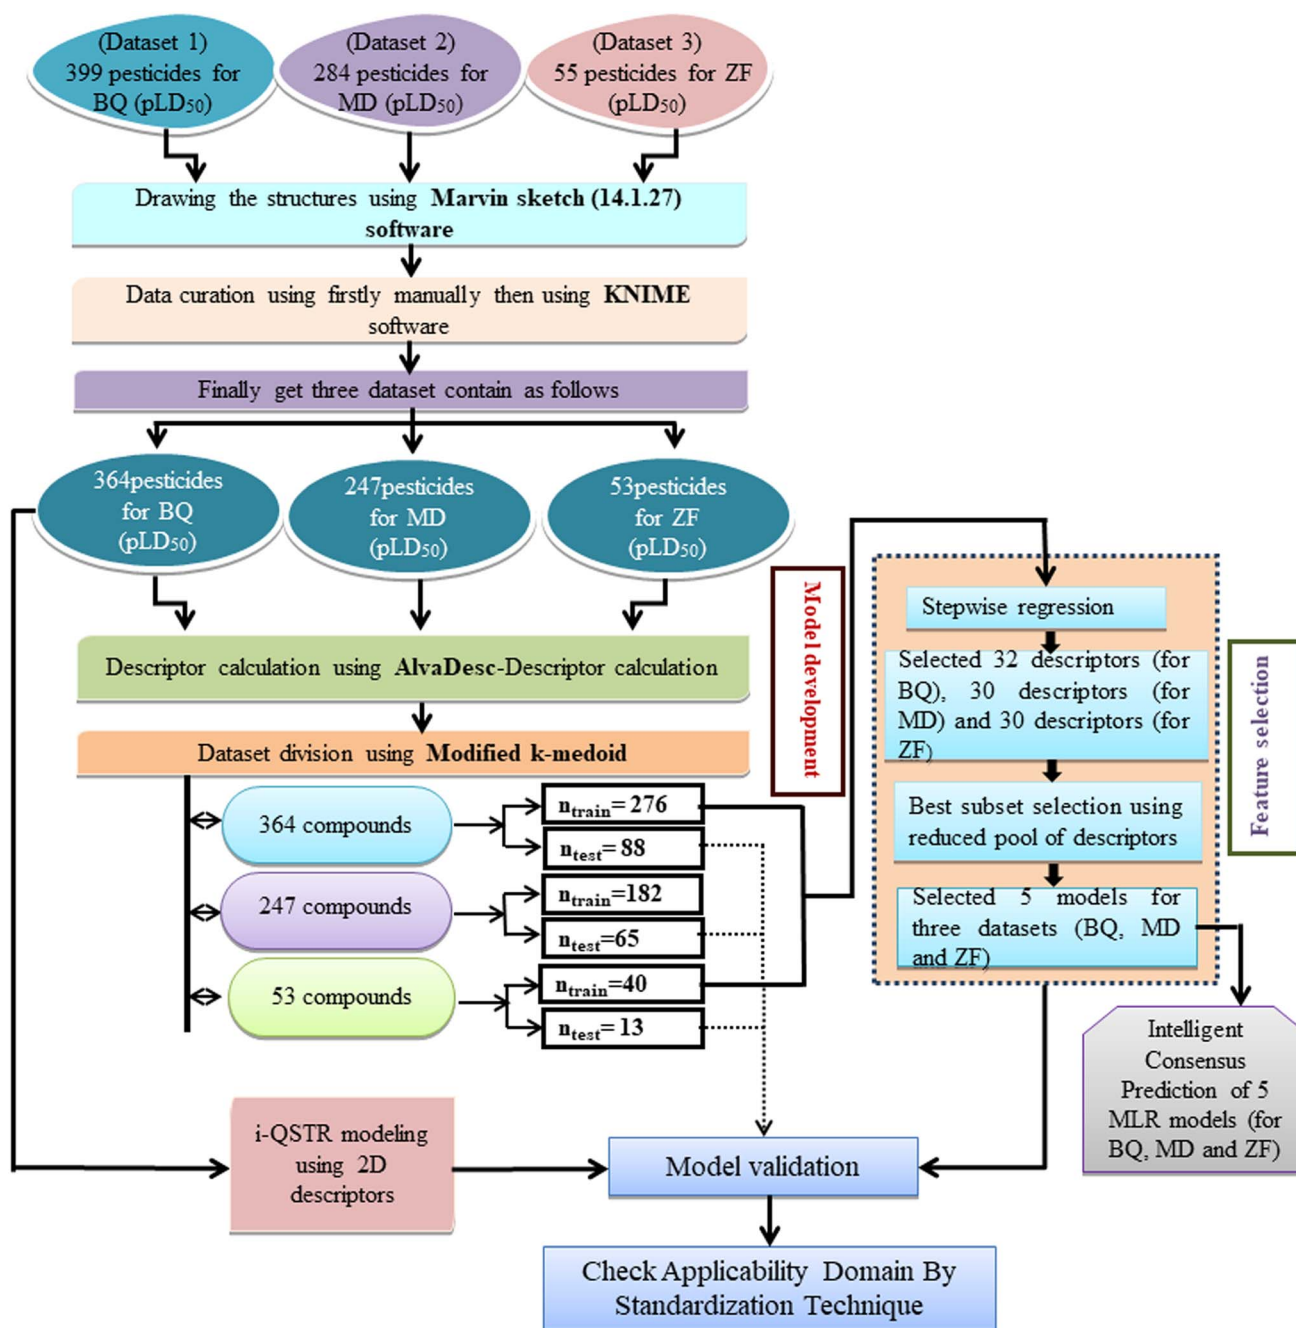 (Dataset 1)
399 pesticides for
BQ (pLD50)
(Dataset 2)
284 pesticides for
MD (pLD50)
(Dataset 3)
55 pesticides for ZF
(pLD50)
Drawing the structures using Marvin sketch (14.1.27)
software
Data curation using firstly manually then using KNIME
software
Finally get three dataset contain as follows
364pesticides
for BQ
(pLD50)
247pesticides
for MD
(pLD50)
53pesticides
for ZF
(pLD50)
Descriptor calculation using AlvaDesc-Descriptor calculation
Dataset division using Modified k-medoid
364 compounds
ntrain= 276
ntest= 88
247 compounds
ntrain=182
ntest=65
53 compounds
ntrain=40
ntest= 13
Model development
Stepwise regression
Selected 32 descriptors (for
BQ), 30 descriptors (for
MD) and 30 descriptors (for
ZF)
Best subset selection using
reduced pool of descriptors
Selected 5 models for
three datasets (BQ, MD
and ZF)
Feature selection
Intelligent
Consensus
Prediction of 5
MLR models (for
BQ, MD and ZF)
i-QSTR modeling
using 2D
descriptors
Model validation
Check Applicability Domain By
Standardization Technique